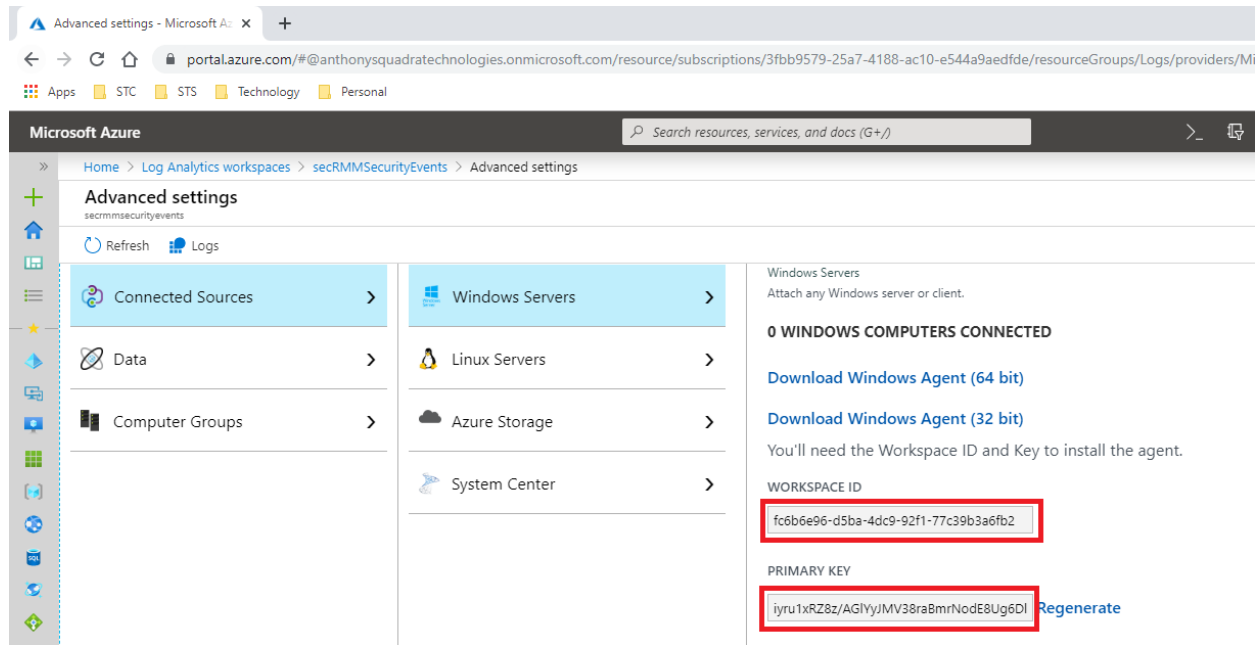 Advanced settings - Microsoft A
portal.azure.com/#@anthonysquadratechnologies.onmicrosoft.com/resource/subscriptions/3fbb9579-25a7-4188-ac10-e544a9aedfde/resourceGroups/Logs/providers/Mi
Apps STC STS Technology Personal
Microsoft Azure
Search resources, services, and docs (G+/)
Home > Log Analytics workspaces > secRMMSecurityEvents > Advanced settings
Advanced settings
secrmmsecurityevents
Refresh Logs
Connected Sources
Data
Computer Groups
Windows Servers
Linux Servers
Azure Storage
System Center
Windows Servers
Attach any Windows server or client.
0 WINDOWS COMPUTERS CONNECTED
Download Windows Agent (64 bit)
Download Windows Agent (32 bit)
You'll need the Workspace ID and Key to install the agent.
WORKSPACE ID
fc6b6e96-d5ba-4dc9-92f1-77c39b3a6fb2
PRIMARY KEY
Regenerate